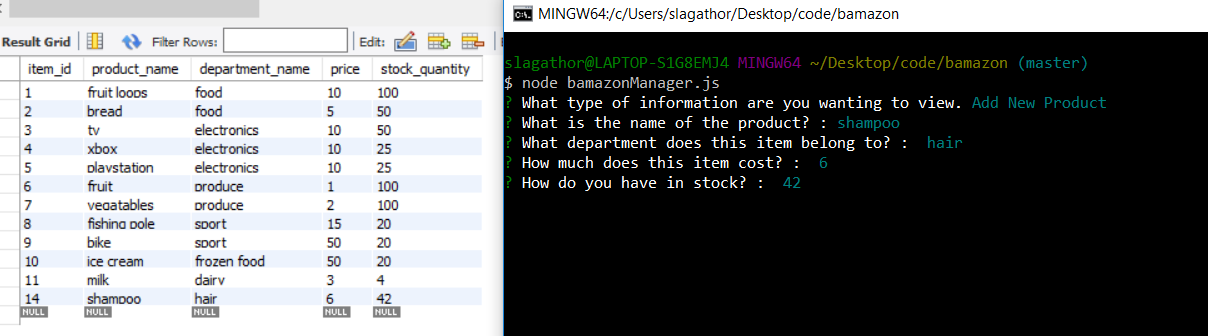 Result Grid Filter Rows: Edit:
item_id product_name department_name price stock_quantity
1 fruit loops food 10 100
2 bread food 5 50
3 tv electronics 10 50
4 xbox electronics 10 25
5 playstation electronics 10 25
6 fruit produce 1 100
7 vegatables produce 2 100
8 fishing pole sport 15 20
9 bike sport 50 20
10 ice cream frozen food 50 20
11 milk dairy 3 4
14 shampoo hair 6 42
NULL NULL NULL NULL NULL
MINGW64:/c/Users/slagathor/Desktop/code/bamazon
slagathor@LAPTOP-S1G8EMJ4 MINGW64 ~/Desktop/code/bamazon (master)
$ node bamazonManager.js
? What type of information are you wanting to view. Add New Product
? What is the name of the product? : shampoo
? What department does this item belong to? : hair
? How much does this item cost? : 6
? How do you have in stock? : 42